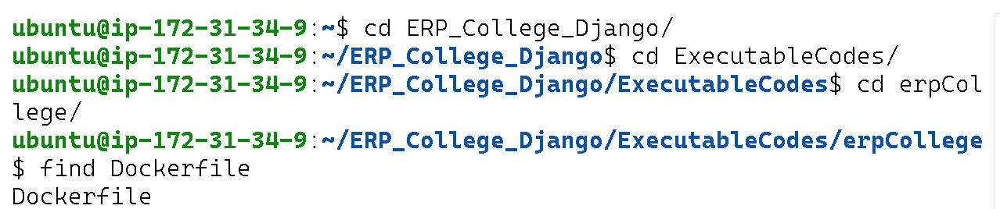 ubuntu@ip-172-31-34-9:~$ cd ERP_College_Django/
ubuntu@ip-172-31-34-9:~/ERP_College_Django$ cd ExecutableCodes/
ubuntu@ip-172-31-34-9:~/ERP_College_Django/ExecutableCodes$ cd erpCol
lege/
ubuntu@ip-172-31-34-9:~/ERP_College_Django/ExecutableCodes/erpCollege
$ find Dockerfile
Dockerfile